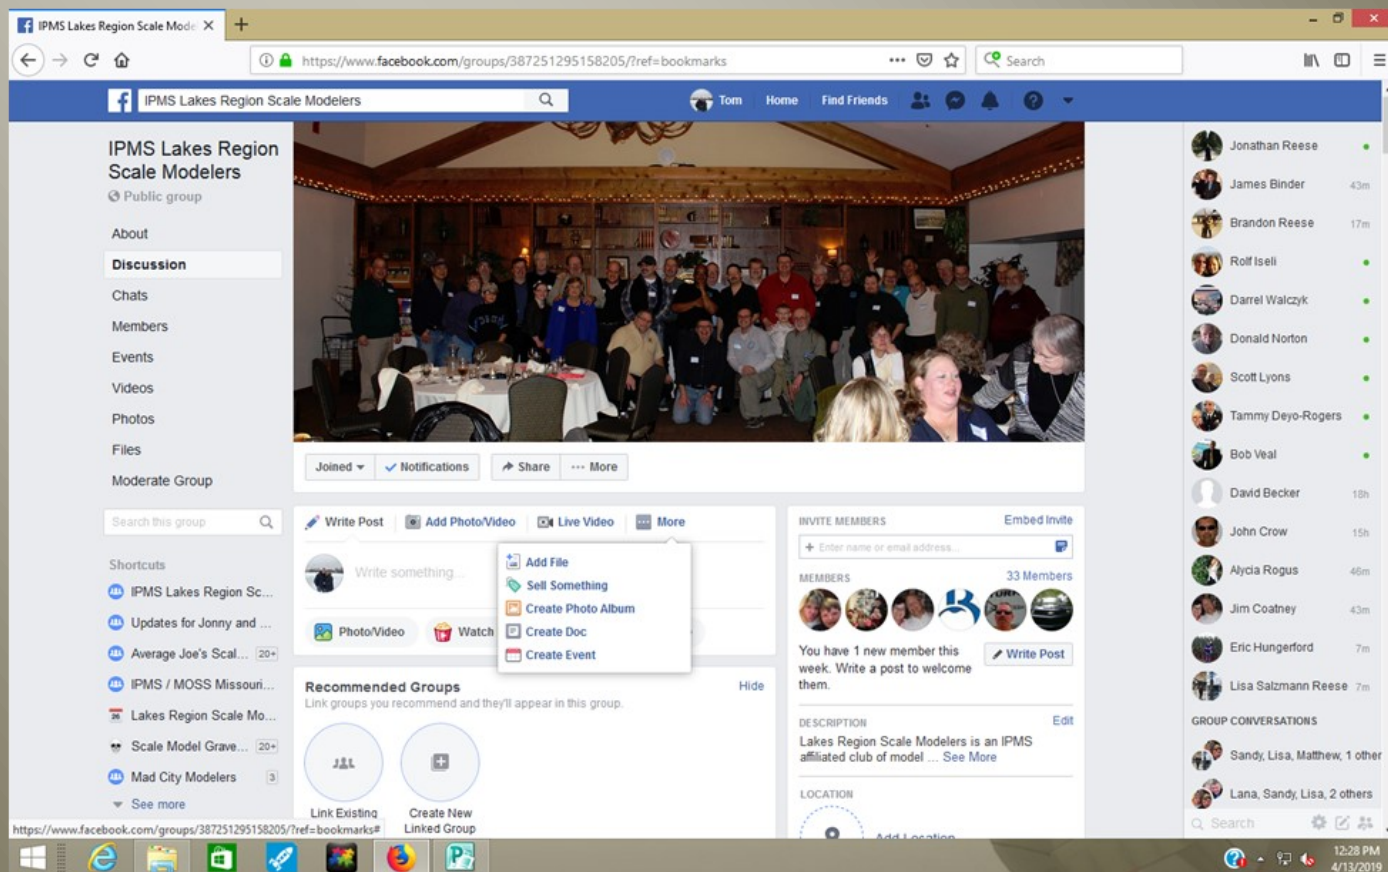 IPMS Lakes Region Scale Mode
https://www.facebook.com/groups/387251295158205/?ref=bookmarks
Search
IPMS Lakes Region Scale Modelers
Tom
Home
Find Friends
IPMS Lakes Region
Scale Modelers
Public group
About
Discussion
Chats
Members
Events
Videos
Photos
Files
Moderate Group
Search this group
Shortcuts
IPMS Lakes Region Sc...
Updates for Jonny and ...
Average Joe's Scal... 20+
IPMS / MOSS Missouri...
Lakes Region Scale Mo...
Scale Model Grave... 20+
Mad City Modelers 3
See more
https://www.facebook.com/groups/387251295158205/?ref=bookmarks#
Joined
Notifications
Share
More
Write Post
Add Photo/Video
Live Video
More
Write something...
Add File
Sell Something
Create Photo Album
Create Doc
Create Event
Photo/Video
Watch
Recommended Groups
Hide
Link groups you recommend and they'll appear in this group.
Link Existing
Create New
Linked Group
INVITE MEMBERS
Embed Invite
+ Enter name or email address...
MEMBERS
33 Members
You have 1 new member this
week. Write a post to welcome
them.
Write Post
DESCRIPTION
Edit
Lakes Region Scale Modelers is an IPMS
affiliated club of model ... See More
LOCATION
Add Location
Jonathan Reese
James Binder 43m
Brandon Reese 17m
Rolf Iseli
Darrel Walczyk
Donald Norton
Scott Lyons
Tammy Deyo-Rogers
Bob Veal
David Becker 18h
John Crow 15h
Alycia Rogus 46m
Jim Coatney 43m
Eric Hungerford 7m
Lisa Salzmann Reese 7m
GROUP CONVERSATIONS
Sandy, Lisa, Matthew, 1 other
Lana, Sandy, Lisa, 2 others
Search
12:28 PM
4/13/2019